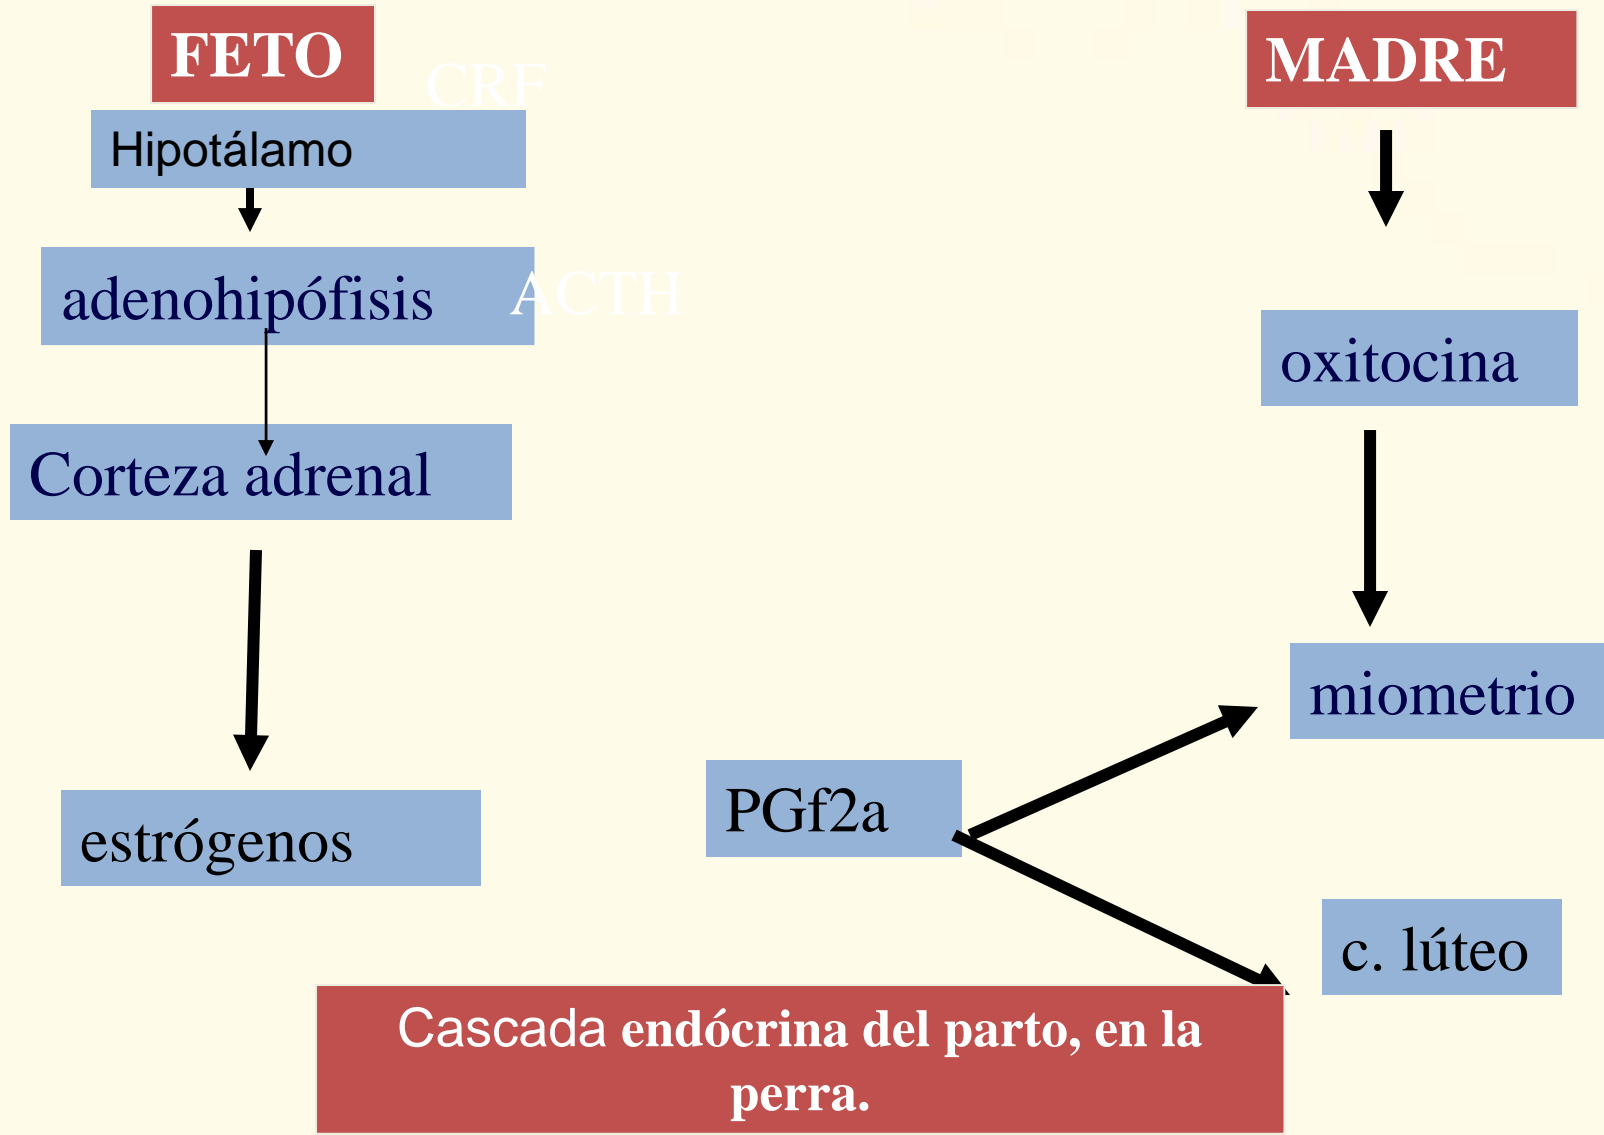 FETO
CRF
Hipotálamo
adenohipófisis
ACTH
Corteza adrenal
estrógenos
MADRE
oxitocina
miometrio
PGf2a
c. lúteo
Cascada endócrina del parto, en la
perra.